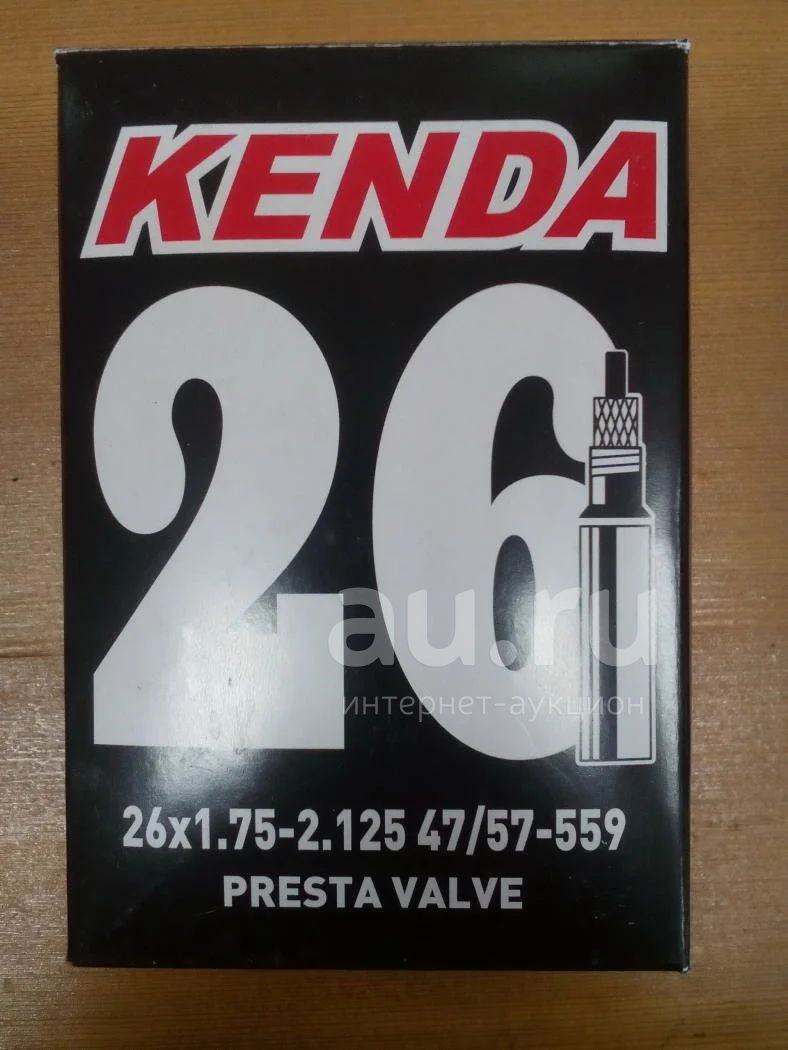 KENDA
26
au.ru
интернет-аукцион
26x1.75-2.125 47/57-559
PRESTA VALVE